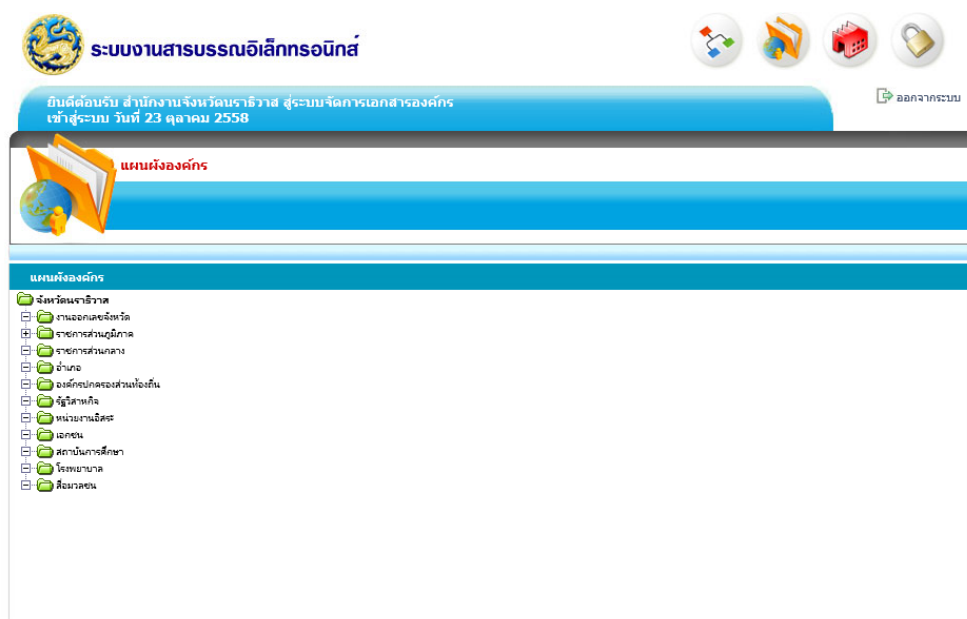 ระบบงานสารบรรณอิเล็กทรอนิกส์
ยินดีต้อนรับ สำนักงานจังหวัดนราธิวาส สู่ระบบจัดการเอกสารองค์กร
เข้าสู่ระบบ วันที่ 23 ตุลาคม 2558
ออกจากระบบ
แผนผังองค์กร
แผนผังองค์กร
จังหวัดนราธิวาส
งานออกเลขจังหวัด
ราชการส่วนภูมิภาค
ราชการส่วนกลาง
อำเภอ
องค์กรปกครองส่วนท้องถิ่น
รัฐวิสาหกิจ
หน่วยงานอิสระ
เอกชน
สถาบันการศึกษา
โรงพยาบาล
สื่อมวลชน